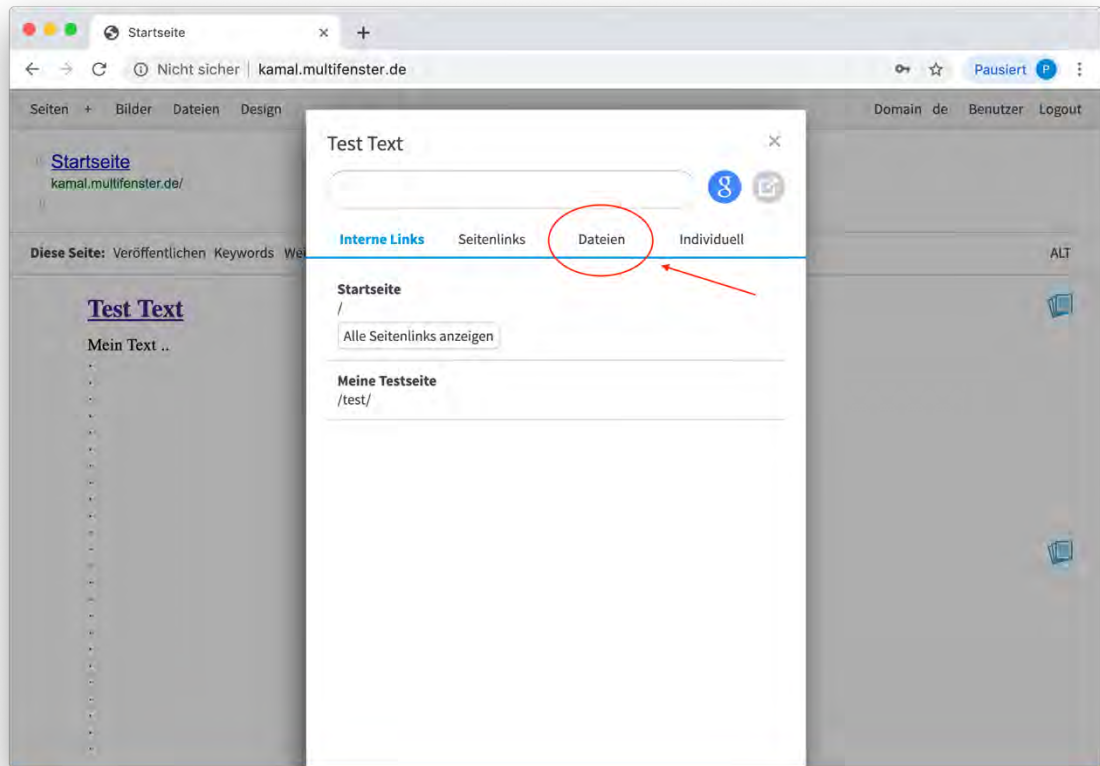 Startseite
Nicht sicher | kamal.multifenster.de Pausiert P
Seiten + Bilder Dateien Design Domain de Benutzer Logout
Startseite
kamal.multifenster.de/
Diese Seite: Veröffentlichen Keywords Wei ALT
Test Text
Mein Text ..
Test Text
g
Interne Links Seitenlinks Dateien Individuell
Startseite
/
Alle Seitenlinks anzeigen
Meine Testseite
/test/